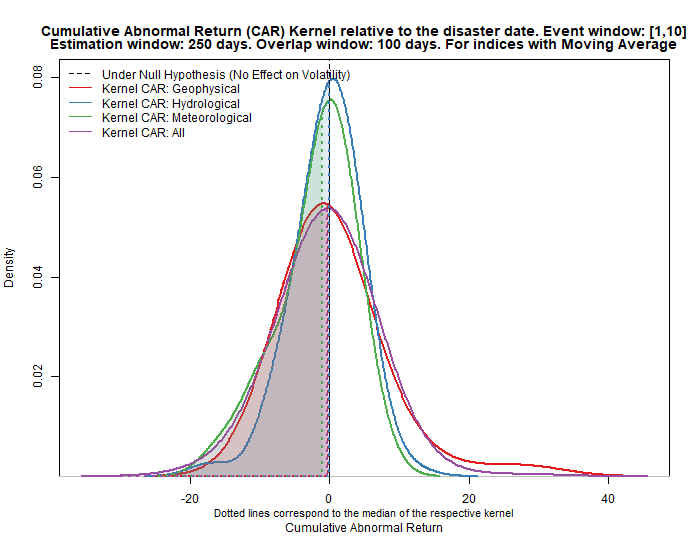 Cumulative Abnormal Return (CAR) Kernel relative to the disaster date. Event window: [1,10]
Estimation window: 250 days. Overlap window: 100 days. For indices with Moving Average
Under Null Hypothesis (No Effect on Volatility)
Kernel CAR: Geophysical
Kernel CAR: Hydrological
Kernel CAR: Meteorological
Kernel CAR: All
Density
0.08
0.06
0.04
0.02
-20 0 20 40
Dotted lines correspond to the median of the respective kernel
Cumulative Abnormal Return